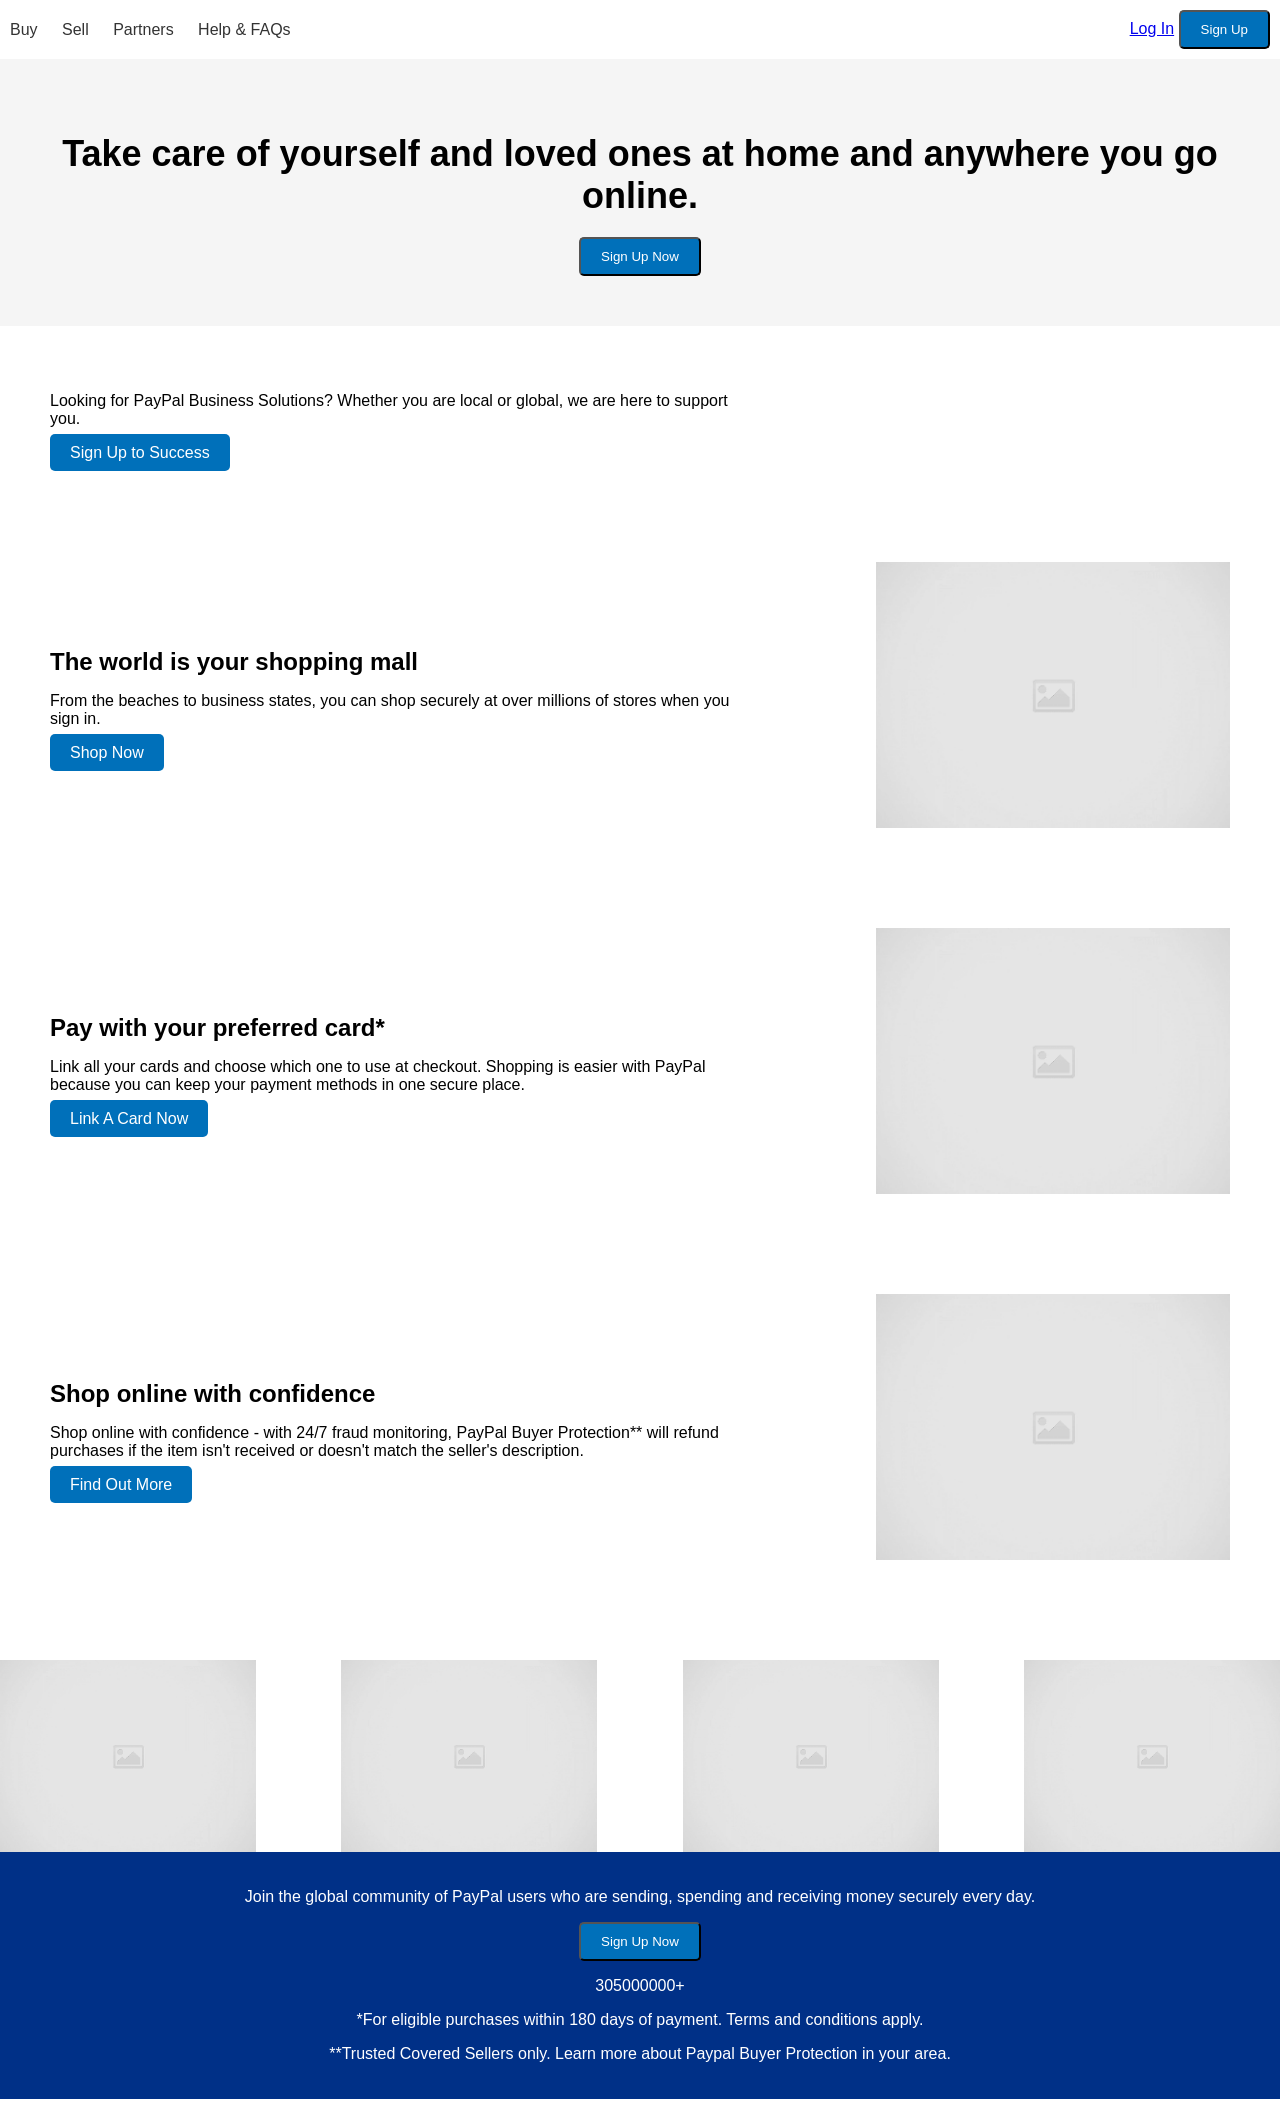 Buy Sell Partners Help & FAQs Log In Sign Up
Take care of yourself and loved ones at home and anywhere you go
online.
Sign Up Now
Looking for PayPal Business Solutions? Whether you are local or global, we are here to support
you.
Sign Up to Success
The world is your shopping mall
From the beaches to business states, you can shop securely at over millions of stores when you
sign in.
Shop Now
Pay with your preferred card*
Link all your cards and choose which one to use at checkout. Shopping is easier with PayPal
because you can keep your payment methods in one secure place.
Link A Card Now
Shop online with confidence
Shop online with confidence - with 24/7 fraud monitoring, PayPal Buyer Protection** will refund
purchases if the item isn't received or doesn't match the seller's description.
Find Out More
Join the global community of PayPal users who are sending, spending and receiving money securely every day.
Sign Up Now
305000000+
*For eligible purchases within 180 days of payment. Terms and conditions apply.
**Trusted Covered Sellers only. Learn more about Paypal Buyer Protection in your area.